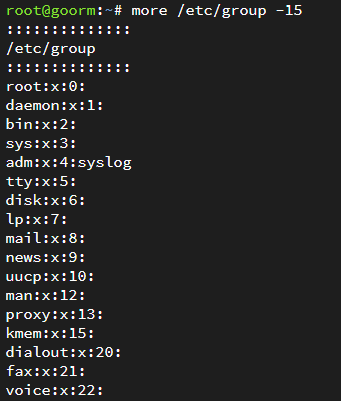 root@goorm:~# more /etc/group -15
::::::::::::::
/etc/group
::::::::::::::
root:x:0:
daemon:x:1:
bin:x:2:
sys:x:3:
adm:x:4:syslog
tty:x:5:
disk:x:6:
lp:x:7:
mail:x:8:
news:x:9:
uucp:x:10:
man:x:12:
proxy:x:13:
kmem:x:15:
dialout:x:20:
fax:x:21:
voice:x:22: